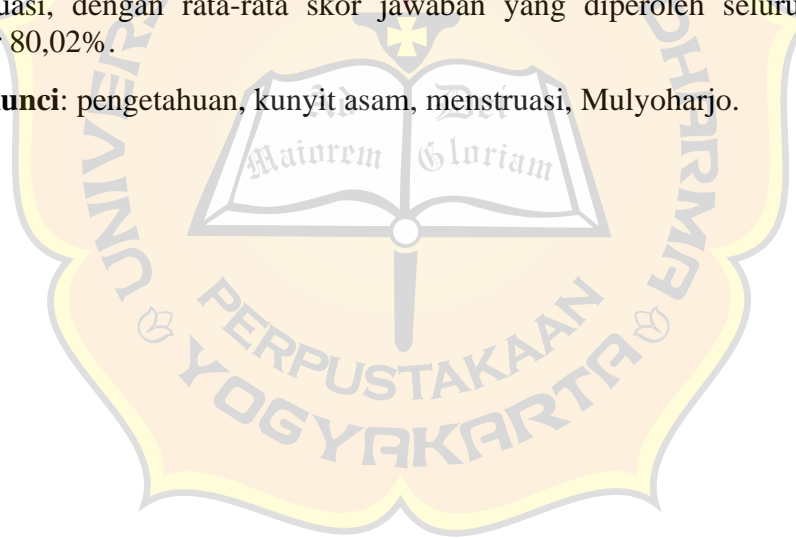 uasi, dengan rata-rata skor jawaban yang diperoleh selur
80,02%.
unci: pengetahuan, kunyit asam, menstruasi, Mulyoharjo.
Ad Dei
Maiorem Gloriam
PERPUSTAKAAN
YOGYAKARTA